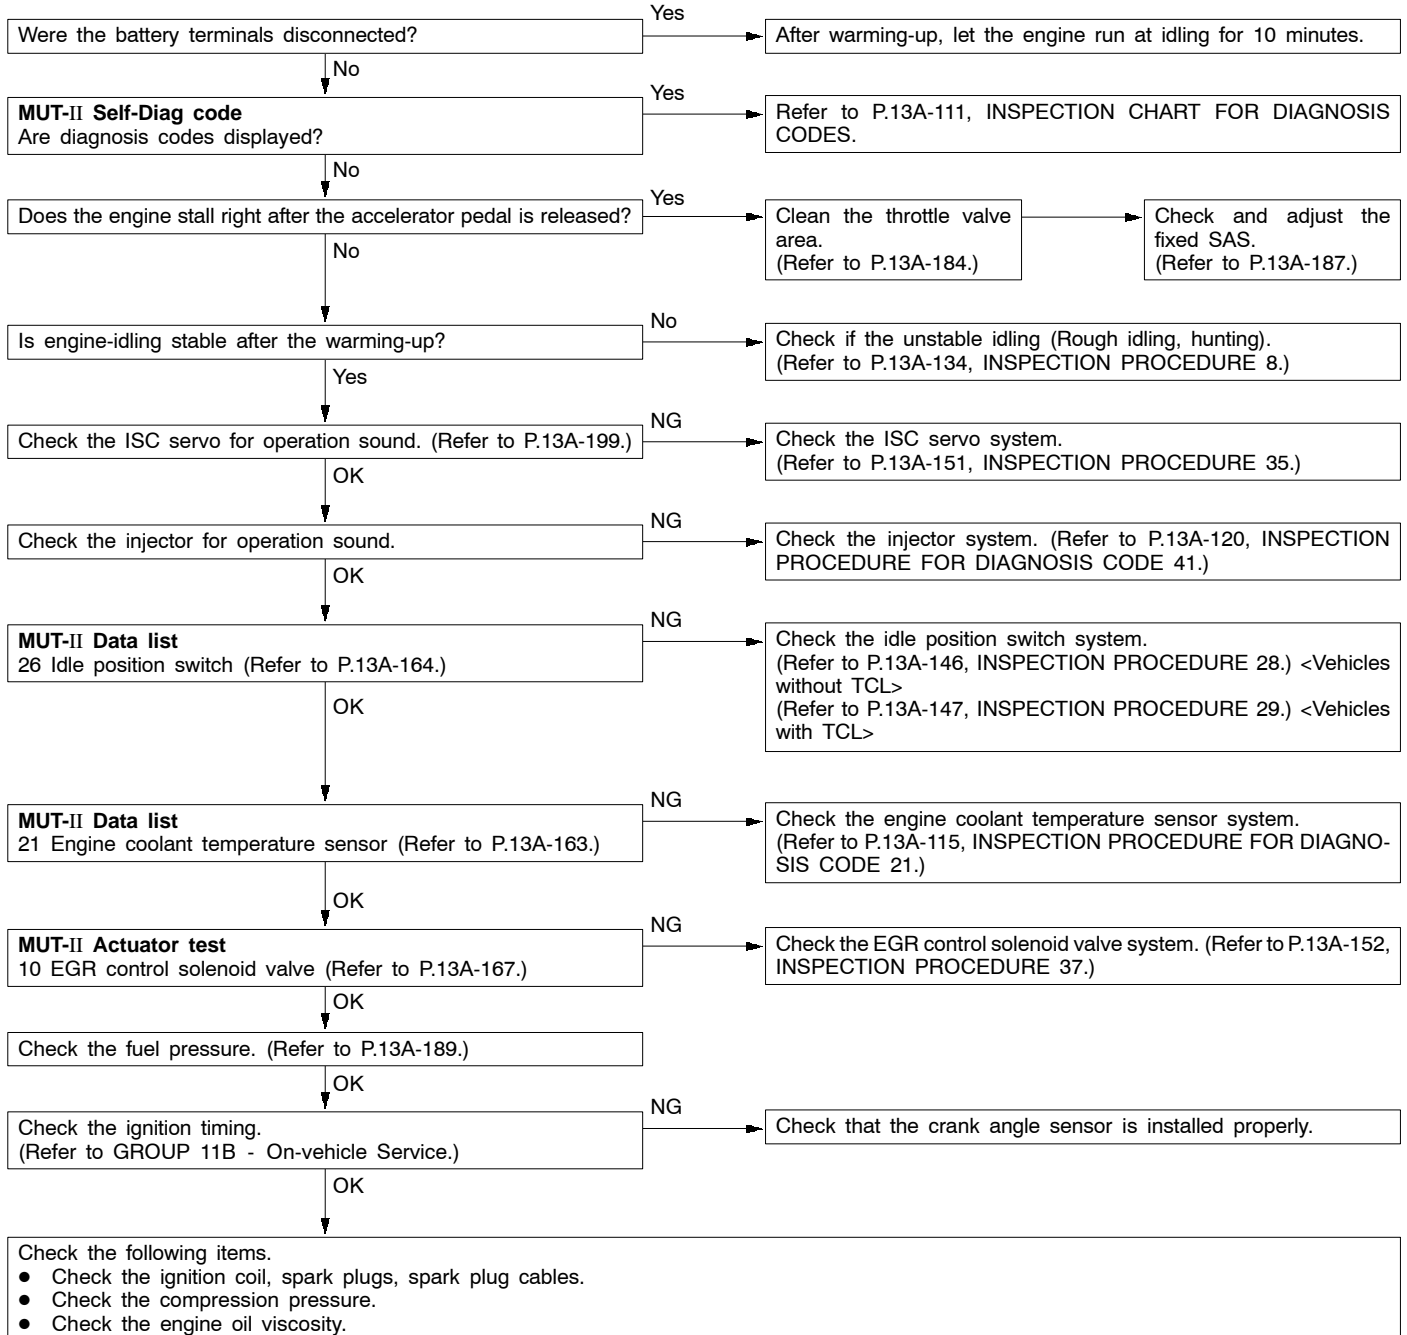 Yes
Were the battery terminals disconnected?
After warming-up, let the engine run at idling for 10 minutes.
No
MUT-II Self-Diag code
Are diagnosis codes displayed?
Yes
Refer to P.13A-111, INSPECTION CHART FOR DIAGNOSIS
CODES.
No
Does the engine stall right after the accelerator pedal is released?
Yes
Clean the throttle valve
area.
(Refer to P.13A-184.)
Check and adjust the
fixed SAS.
(Refer to P.13A-187.)
No
Is engine-idling stable after the warming-up?
No
Check if the unstable idling (Rough idling, hunting).
(Refer to P.13A-134, INSPECTION PROCEDURE 8.)
Yes
Check the ISC servo for operation sound. (Refer to P.13A-199.)
NG
Check the ISC servo system.
(Refer to P.13A-151, INSPECTION PROCEDURE 35.)
OK
Check the injector for operation sound.
NG
Check the injector system. (Refer to P.13A-120, INSPECTION
PROCEDURE FOR DIAGNOSIS CODE 41.)
OK
MUT-II Data list
26 Idle position switch (Refer to P.13A-164.)
NG
Check the idle position switch system.
(Refer to P.13A-146, INSPECTION PROCEDURE 28.) <Vehicles
without TCL>
(Refer to P.13A-147, INSPECTION PROCEDURE 29.) <Vehicles
with TCL>
OK
MUT-II Data list
21 Engine coolant temperature sensor (Refer to P.13A-163.)
NG
Check the engine coolant temperature sensor system.
(Refer to P.13A-115, INSPECTION PROCEDURE FOR DIAGNO-
SIS CODE 21.)
OK
MUT-II Actuator test
10 EGR control solenoid valve (Refer to P.13A-167.)
NG
Check the EGR control solenoid valve system. (Refer to P.13A-152,
INSPECTION PROCEDURE 37.)
OK
Check the fuel pressure. (Refer to P.13A-189.)
OK
Check the ignition timing.
(Refer to GROUP 11B - On-vehicle Service.)
NG
Check that the crank angle sensor is installed properly.
OK
Check the following items.
● Check the ignition coil, spark plugs, spark plug cables.
● Check the compression pressure.
● Check the engine oil viscosity.